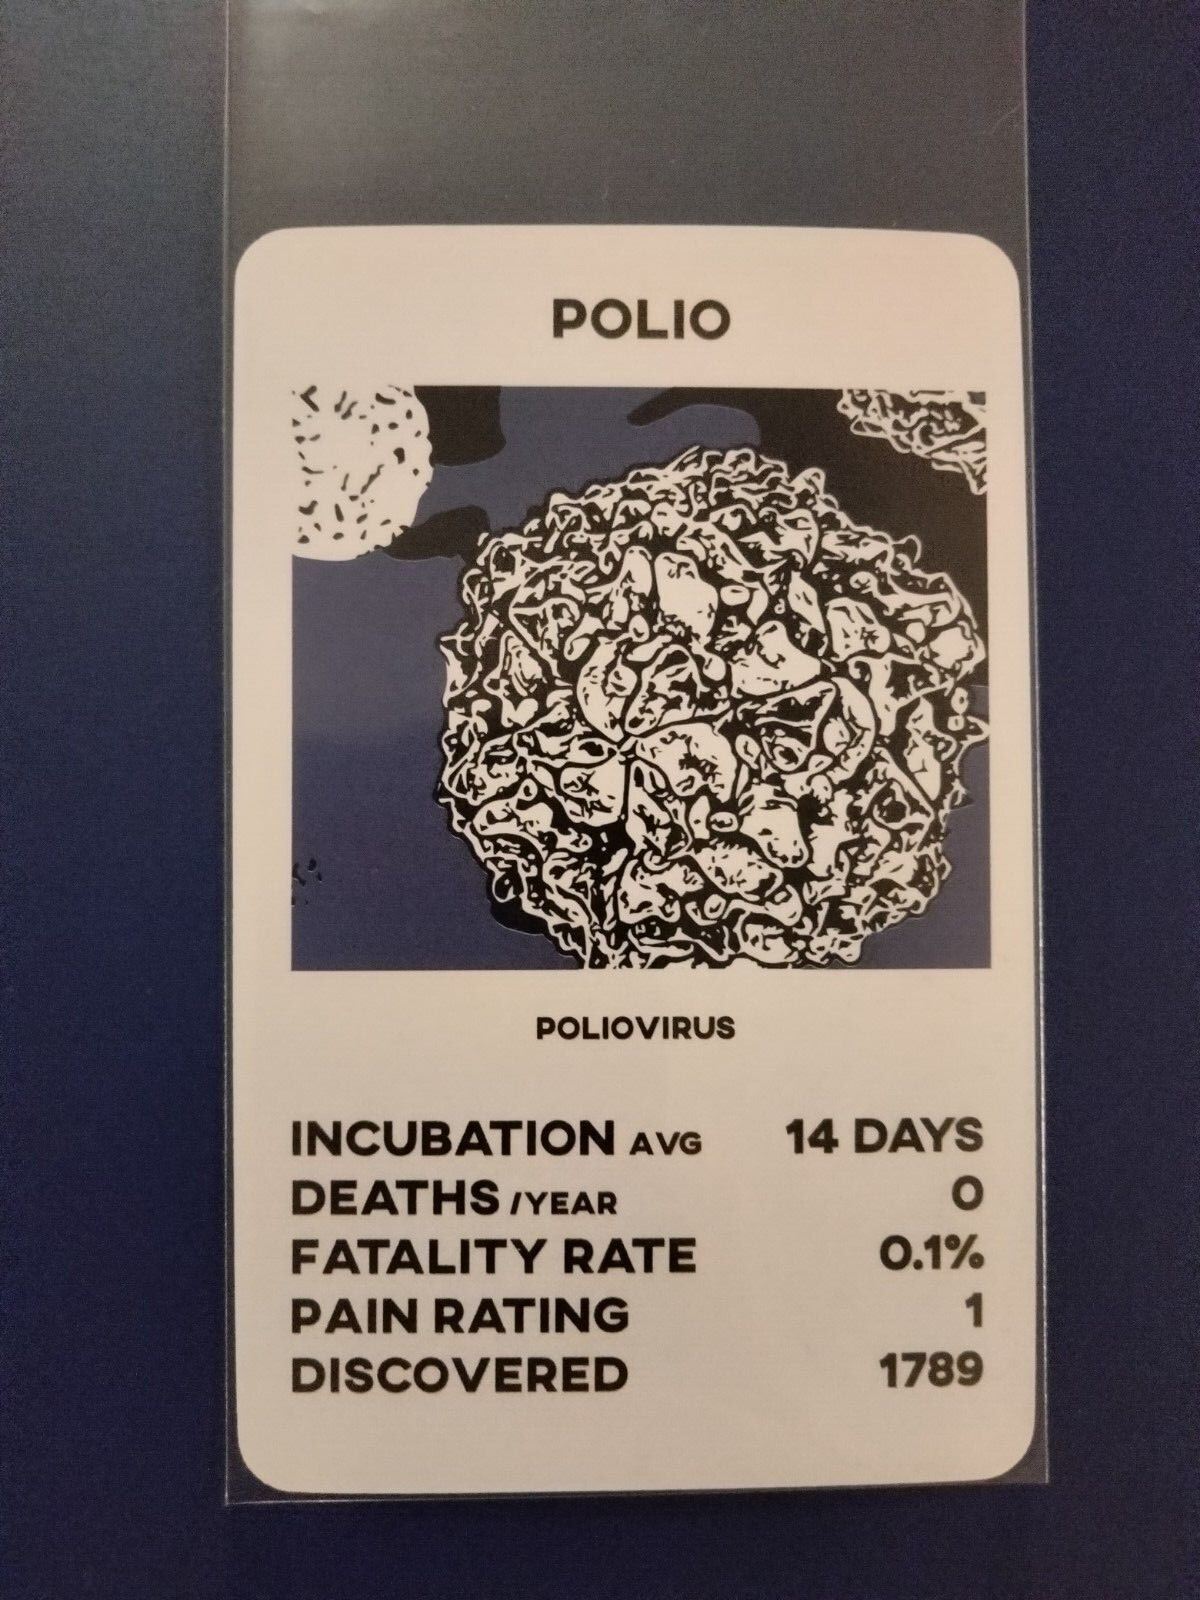 POLIO
POLIOVIRUS
INCUBATION AVG 14 DAYS
DEATHS /YEAR 0
FATALITY RATE 0.1%
PAIN RATING 1
DISCOVERED 1789